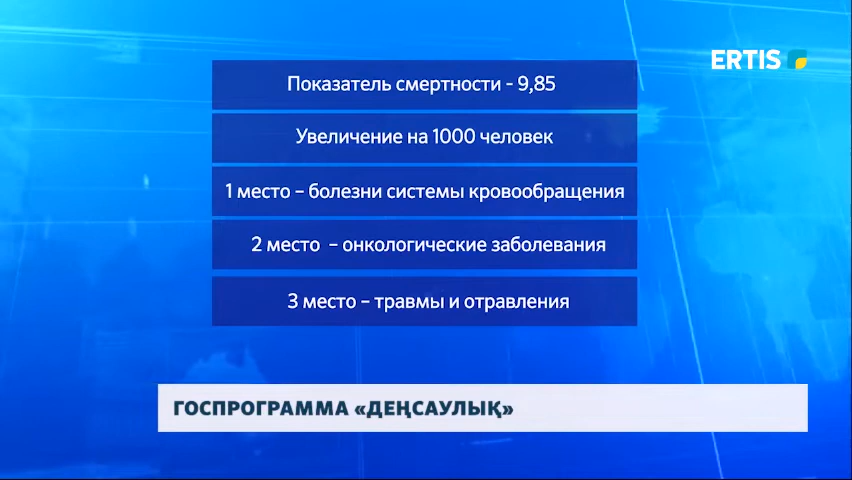 ERTIS
Показатель смертности - 9,85
Увеличение на 1000 человек
1 место – болезни системы кровообращения
2 место – онкологические заболевания
3 место – травмы и отравления
ГОСПРОГРАММА «ДЕҢСАУЛЫҚ»